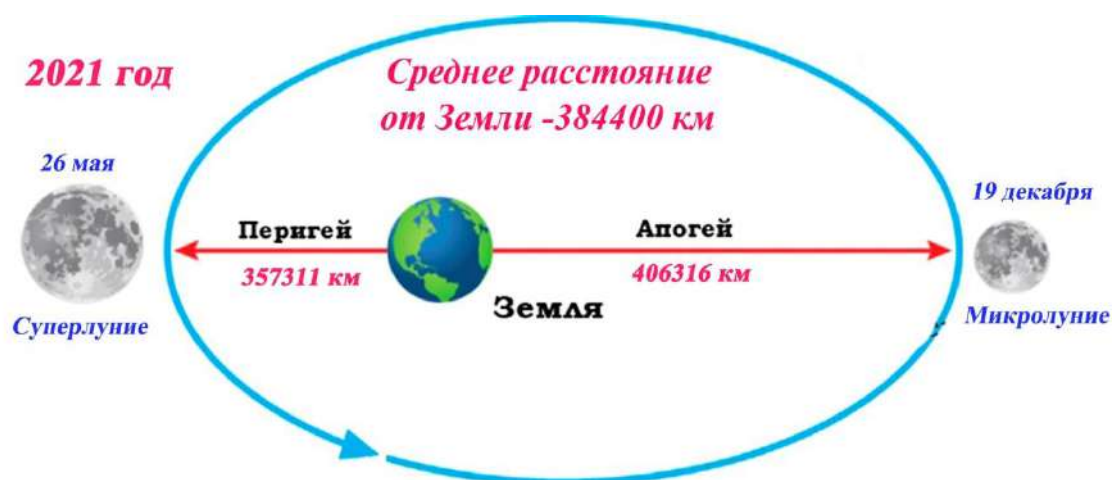 2021 год
Среднее расстояние
от Земли -384400 км
26 мая
19 декабря
Перигей
Апогей
357311 км
406316 км
Земля
Суперлуние
Микролуние